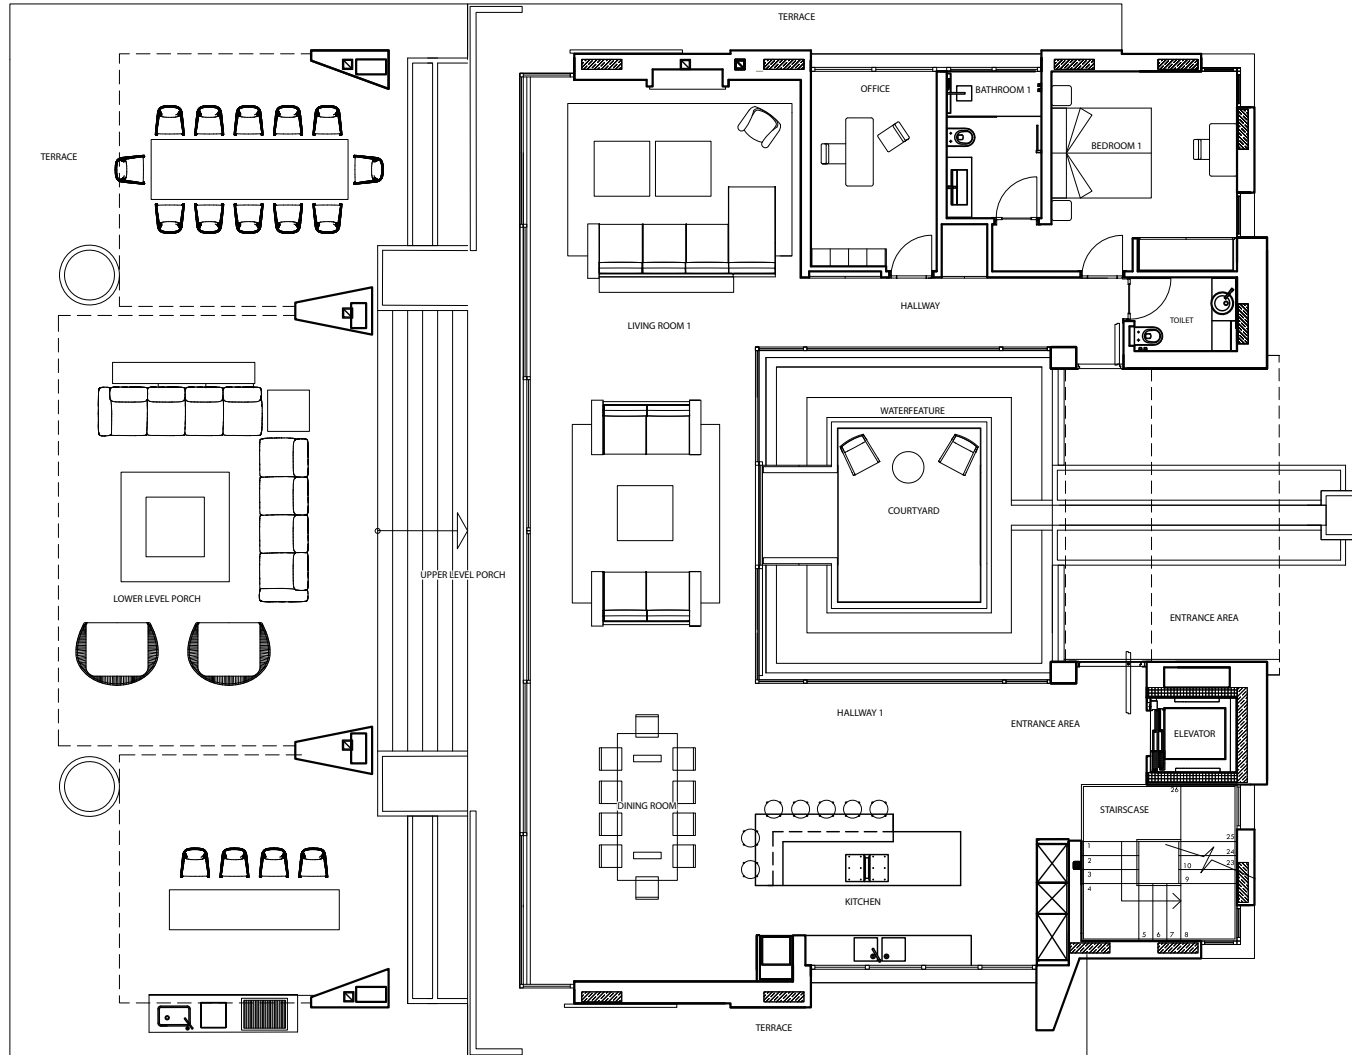 TERRACE
OFFICE
BATHROOM 1
BEDROOM 1
TERRACE
HALLWAY
TOILET
LIVING ROOM 1
WATERFEATURE
COURTYARD
UPPER LEVEL PORCH
LOWER LEVEL PORCH
ENTRANCE AREA
HALLWAY 1
ENTRANCE AREA
ELEVATOR
DINING ROOM
STAIRSCASE
26
25
24
23
1
2
3
4
10
9
5
6
7
8
KITCHEN
TERRACE